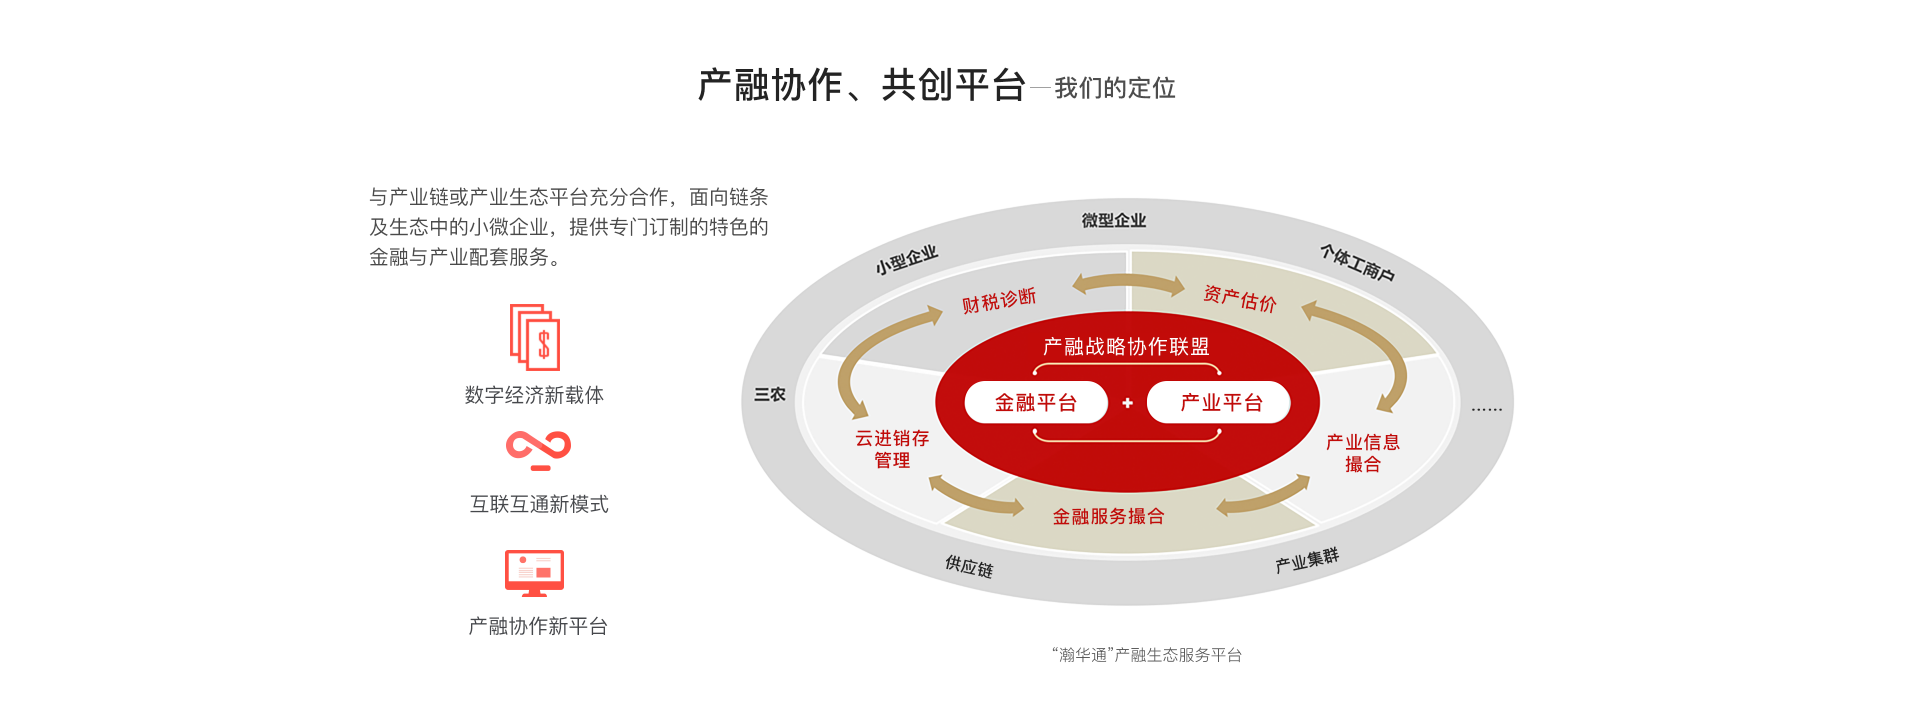 产融协作、共创平台—我们的定位
与产业链或产业生态平台充分合作，面向链条
及生态中的小微企业，提供专门订制的特色的
金融与产业配套服务。
数字经济新载体
互联互通新模式
产融协作新平台
微型企业
小型企业
个体工商户
三农
……
供应链
产业集群
财税诊断
资产估价
云进销存
管理
产业信息
撮合
金融服务撮合
产融战略协作联盟
金融平台 + 产业平台
“瀚华通”产融生态服务平台